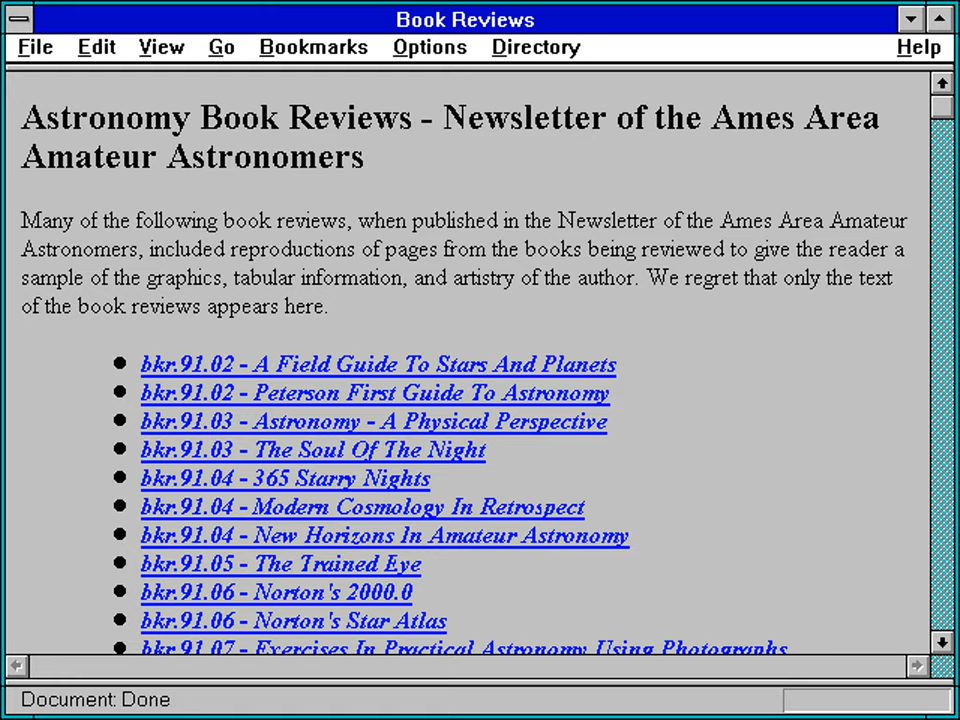 Book Reviews
File Edit View Go Bookmarks Options Directory Help
Astronomy Book Reviews - Newsletter of the Ames Area
Amateur Astronomers
Many of the following book reviews, when published in the Newsletter of the Ames Area Amateur
Astronomers, included reproductions of pages from the books being reviewed to give the reader a
sample of the graphics, tabular information, and artistry of the author. We regret that only the text
of the book reviews appears here.
bkr.91.02 - A Field Guide To Stars And Planets
bkr.91.02 - Peterson First Guide To Astronomy
bkr.91.03 - Astronomy - A Physical Perspective
bkr.91.03 - The Soul Of The Night
bkr.91.04 - 365 Starry Nights
bkr.91.04 - Modern Cosmology In Retrospect
bkr.91.04 - New Horizons In Amateur Astronomy
bkr.91.05 - The Trained Eye
bkr.91.06 - Norton's 2000.0
bkr.91.06 - Norton's Star Atlas
bkr.91.07 - Exercises In Practical Astronomy Using Photographs
Document: Done